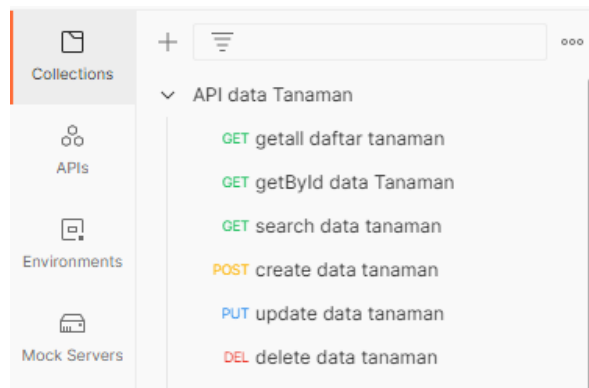 Collections
APIs
Environments
Mock Servers
API data Tanaman
GET getall daftar tanaman
GET getById data Tanaman
GET search data tanaman
POST create data tanaman
PUT update data tanaman
DEL delete data tanaman